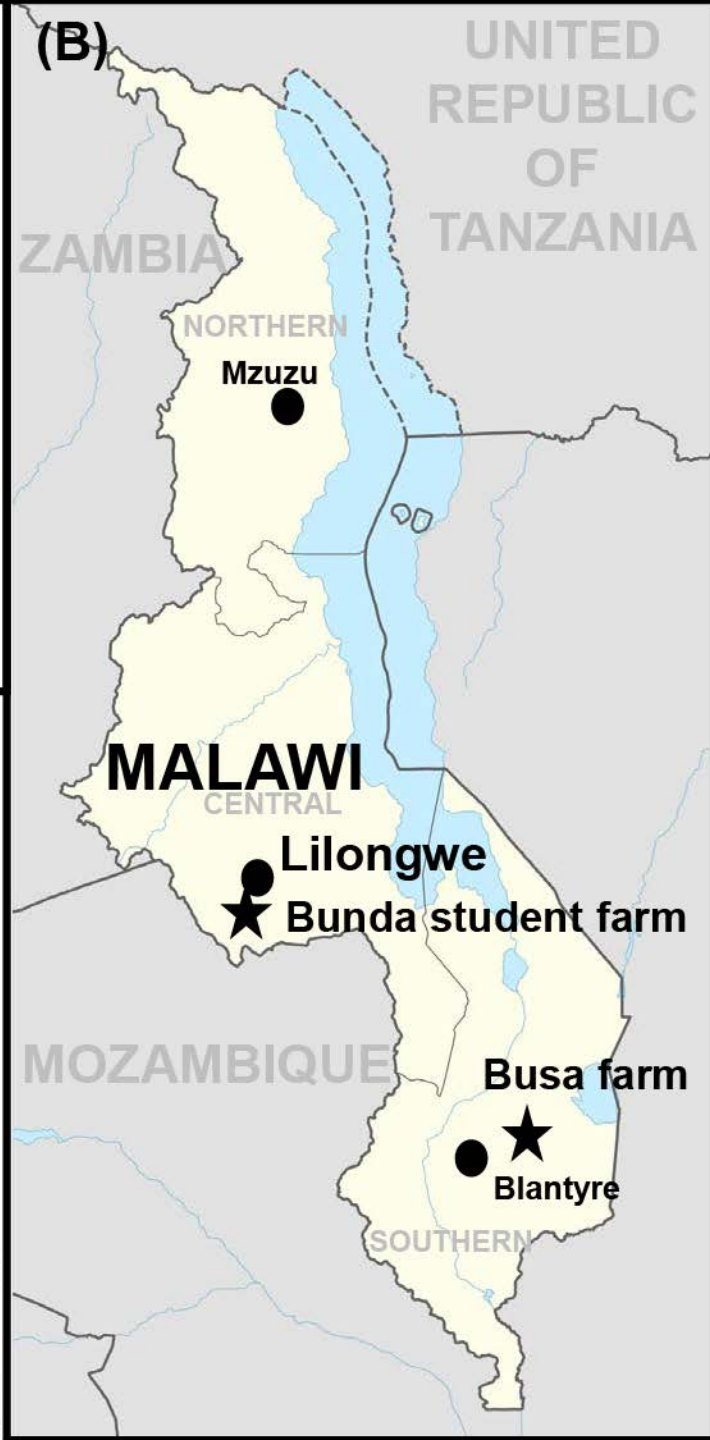 (B)
UNITED
REPUBLIC
OF
TANZANIA
ZAMBIA
NORTHERN
Mzuzu
MALAWI
CENTRAL
Lilongwe
Bunda student farm
MOZAMBIQUE
Busa farm
Blantyre
SOUTHERN